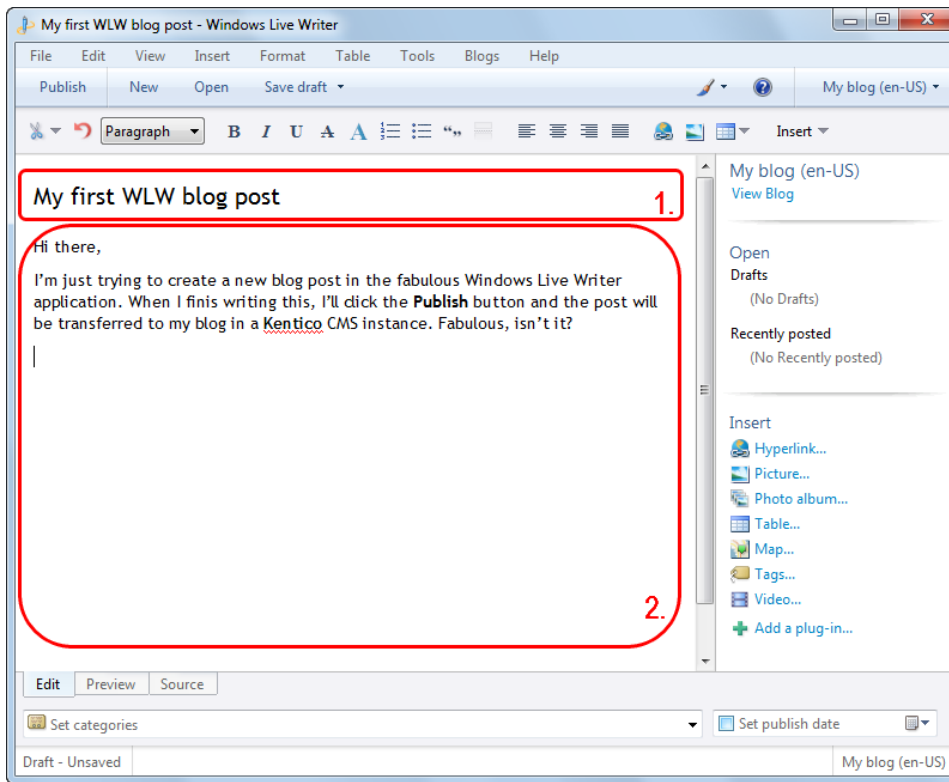 My first WLW blog post - Windows Live Writer
File Edit View Insert Format Table Tools Blogs Help
Publish New Open Save draft My blog (en-US)
Paragraph B I U A A “„ Insert
My first WLW blog post 1.
Hi there,
I’m just trying to create a new blog post in the fabulous Windows Live Writer
application. When I finis writing this, I’ll click the Publish button and the post will
be transferred to my blog in a Kentico CMS instance. Fabulous, isn’t it?
2.
My blog (en-US)
View Blog
Open
Drafts
(No Drafts)
Recently posted
(No Recently posted)
Insert
Hyperlink...
Picture...
Photo album...
Table...
Map...
Tags...
Video...
Add a plug-in...
Edit Preview Source
Set categories Set publish date
Draft - Unsaved My blog (en-US)